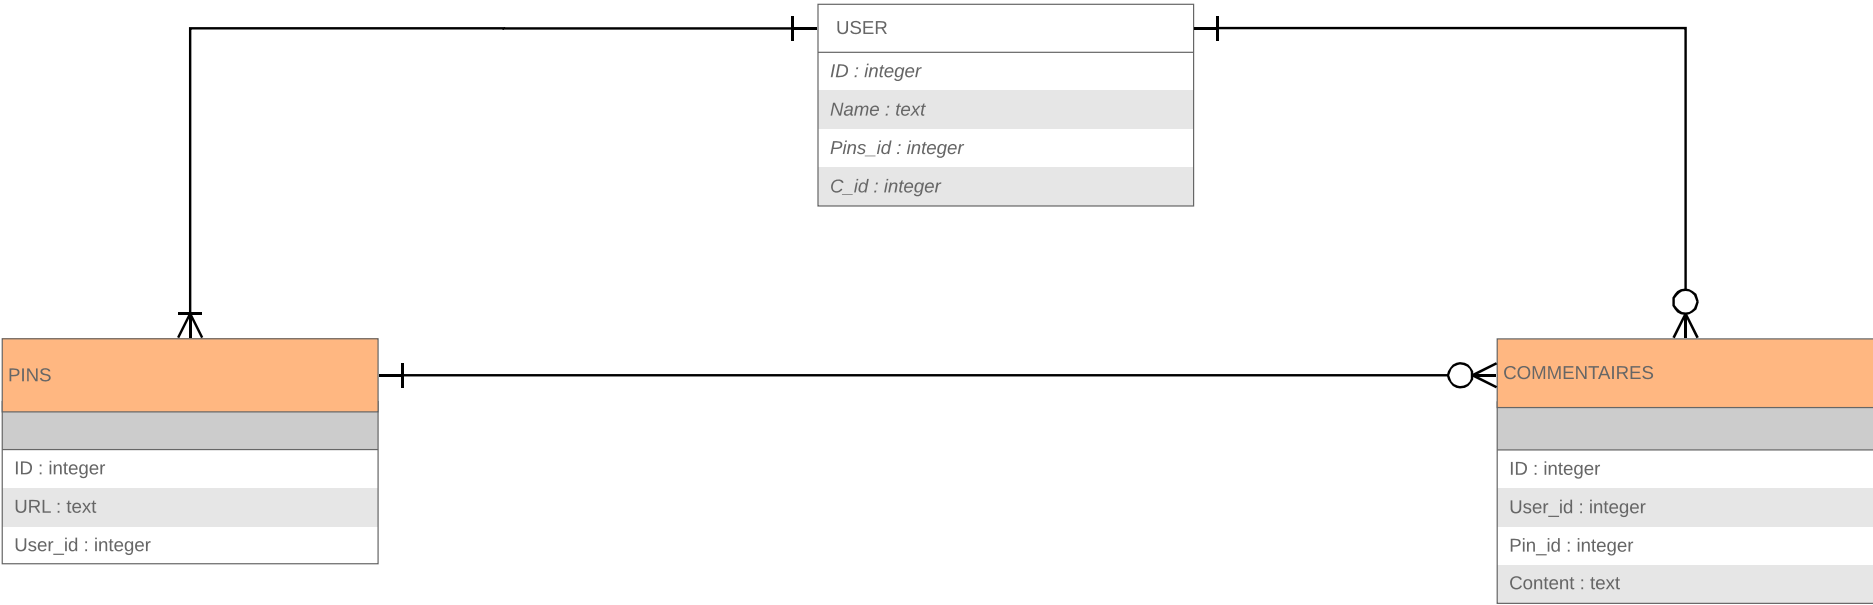 USER
ID : integer
Name : text
Pins_id : integer
C_id : integer
PINS
ID : integer
URL : text
User_id : integer
COMMENTAIRES
ID : integer
User_id : integer
Pin_id : integer
Content : text